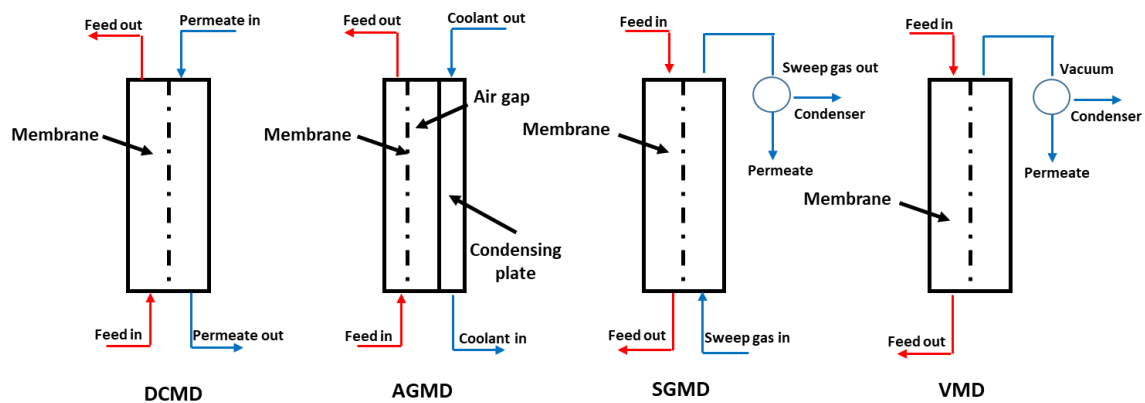 Feed out
Permeate in
Membrane
Feed in
Permeate out
DCMD
Feed out
Coolant out
Air gap
Membrane
Condensing
plate
Feed in
Coolant in
AGMD
Feed in
Sweep gas out
Condenser
Membrane
Permeate
Feed out
Sweep gas in
SGMD
Feed in
Vacuum
Condenser
Permeate
Membrane
Feed out
VMD